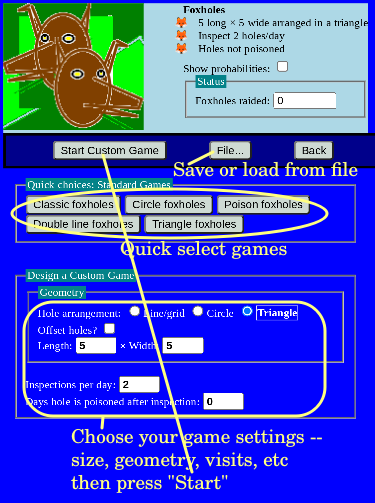 Foxholes
5 long × 5 wide arranged in a triangle
Inspect 2 holes/day
Holes not poisoned
Show probabilities:
Status
Foxholes raided: 0
Start Custom Game File... Back
Save or load from file
Quick choices: Standard Games
Classic foxholes Circle foxholes Poison foxholes
Double line foxholes Triangle foxholes
Quick select games
Design a Custom Game
Geometry
Hole arrangement: Line/grid Circle Triangle
Offset holes?
Length: 5 × Width: 5
Inspections per day: 2
Days hole is poisoned after inspection: 0
Choose your game settings --
size, geometry, visits, etc
then press "Start"